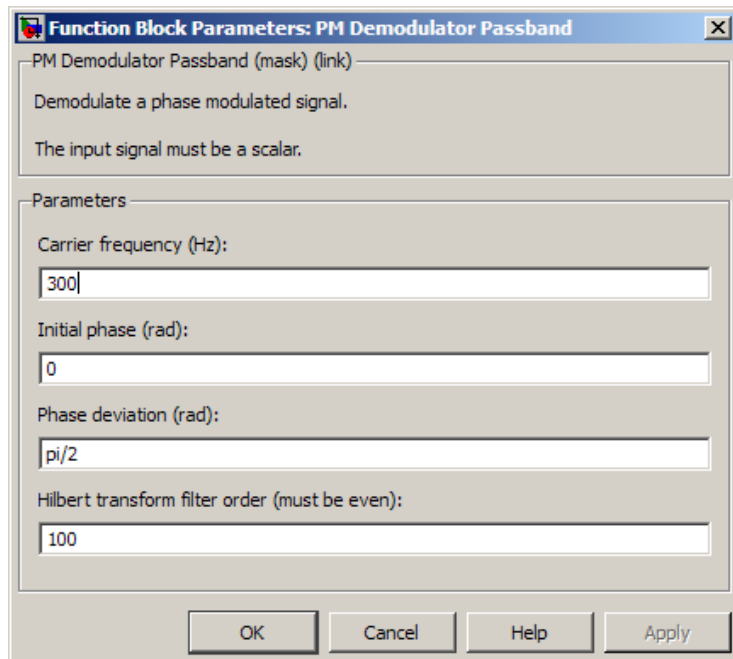 Function Block Parameters: PM Demodulator Passband
PM Demodulator Passband (mask) (link)
Demodulate a phase modulated signal.
The input signal must be a scalar.
Parameters
Carrier frequency (Hz):
300
Initial phase (rad):
0
Phase deviation (rad):
pi/2
Hilbert transform filter order (must be even):
100
OK Cancel Help Apply